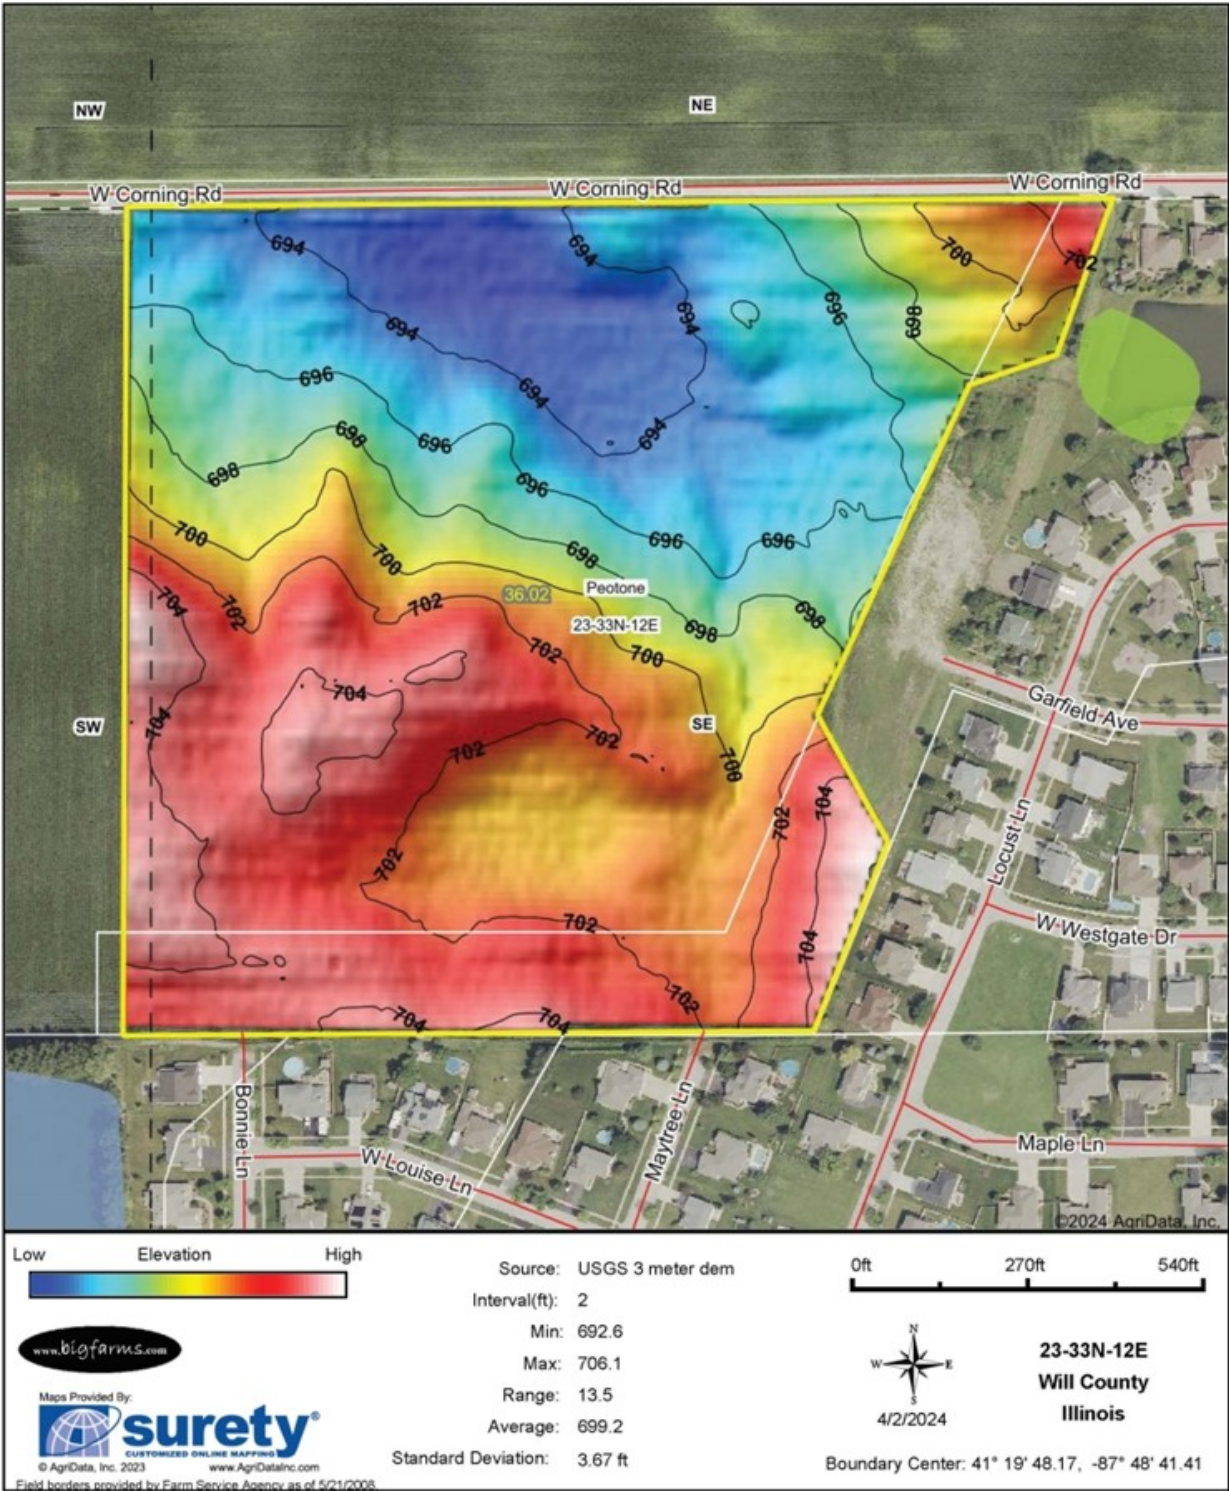 NW
NE
W Corning Rd
W Corning Rd
W Corning Rd
694
694
700
702
694
696
698
694
696
694
698
696
694
698
696
700
698
696
696
700
Peotone
36.02
704
702
702
23-33N-12E
698
698
702
700
704
SW
704
SE
Garfield Ave
702
702
700
704
702
Locust Ln
702
702
W Westgate Dr
704
702
704
704
Bonnie Ln
Maytree Ln
W Louise Ln
Maple Ln
©2024 AgriData, Inc.
Low Elevation High
Source: USGS 3 meter dem
Interval(ft): 2
Min: 692.6
Max: 706.1
Range: 13.5
Average: 699.2
Standard Deviation: 3.67 ft
0ft 270ft 540ft
www.bigfarms.com
Maps Provided By:
surety®
CUSTOMIZED ONLINE MAPPING
© AgriData, Inc. 2023 www.AgriDataInc.com
Field borders provided by Farm Service Agency as of 5/21/2008.
N
W E
S
4/2/2024
23-33N-12E
Will County
Illinois
Boundary Center: 41° 19' 48.17, -87° 48' 41.41